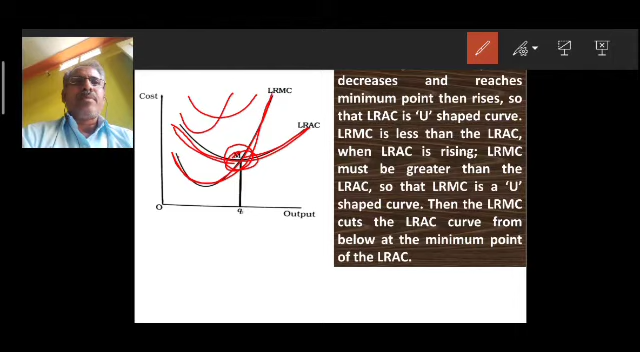 decreases and reaches
minimum point then rises, so
that LRAC is 'U' shaped curve.
LRMC is less than the LRAC,
when LRAC is rising; LRMC
must be greater than the
LRAC, so that LRMC is a 'U'
shaped curve. Then the LRMC
cuts the LRAC curve from
below at the minimum point
of the LRAC.
Cost
LRMC
LRAC
O
q
Output